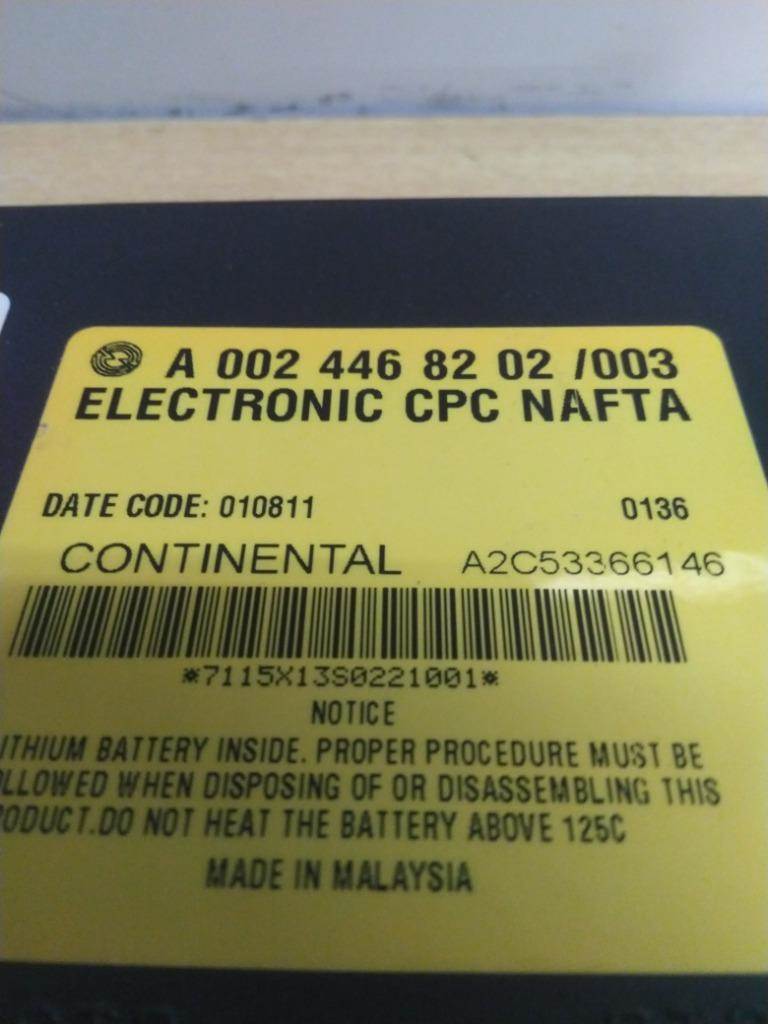 A 002 446 82 02 /003
ELECTRONIC CPC NAFTA
DATE CODE: 010811 0136
CONTINENTAL A2C53366146
*7115X13S0221001*
NOTICE
ITHIUM BATTERY INSIDE. PROPER PROCEDURE MUST BE
LLOWED WHEN DISPOSING OF OR DISASSEMBLING THIS
ODUCT.DO NOT HEAT THE BATTERY ABOVE 125C
MADE IN MALAYSIA